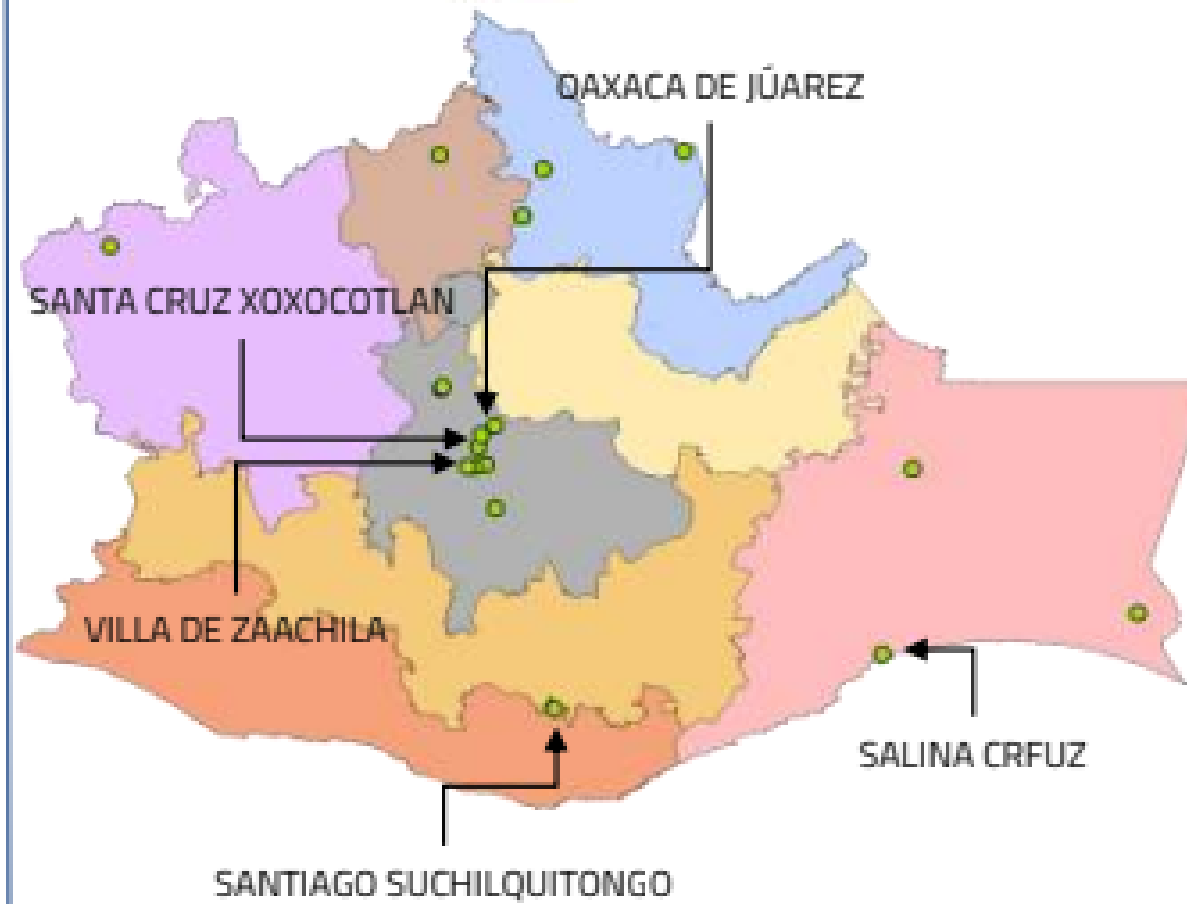 OAXACA DE JÚAREZ
SANTA CRUZ XOXOCOTLAN
VILLA DE ZAACHILA
SALINA CRFUZ
SANTIAGO SUCHILQUITONGO